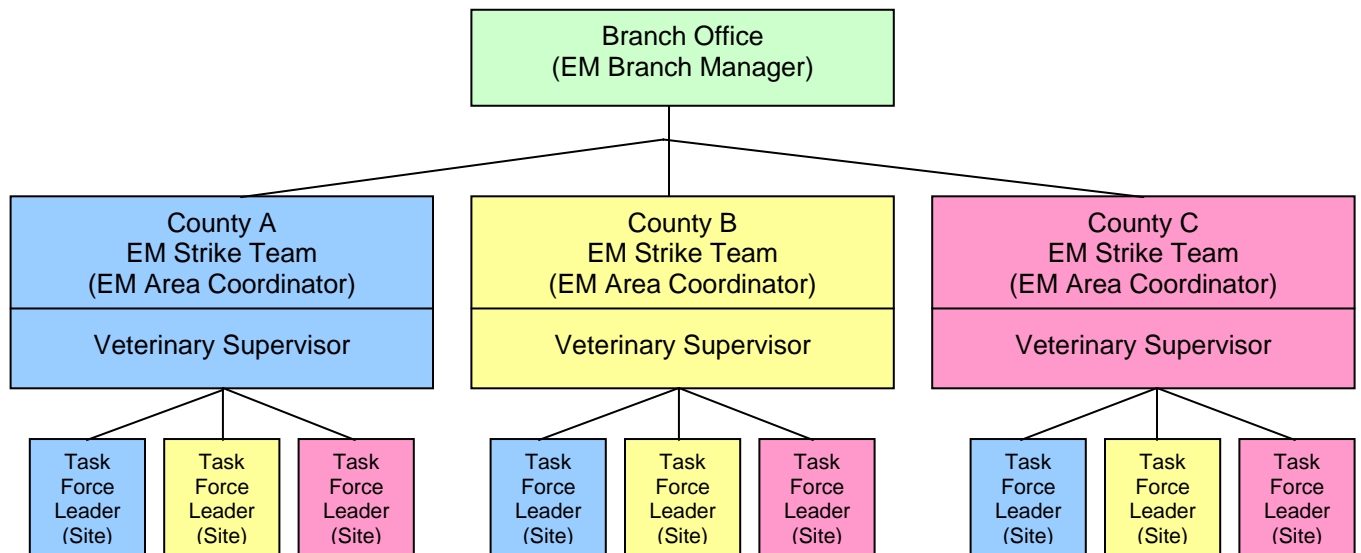 Branch Office
(EM Branch Manager)
County A
EM Strike Team
(EM Area Coordinator)
Veterinary Supervisor
County B
EM Strike Team
(EM Area Coordinator)
Veterinary Supervisor
County C
EM Strike Team
(EM Area Coordinator)
Veterinary Supervisor
Task
Force
Leader
(Site)
Task
Force
Leader
(Site)
Task
Force
Leader
(Site)
Task
Force
Leader
(Site)
Task
Force
Leader
(Site)
Task
Force
Leader
(Site)
Task
Force
Leader
(Site)
Task
Force
Leader
(Site)
Task
Force
Leader
(Site)